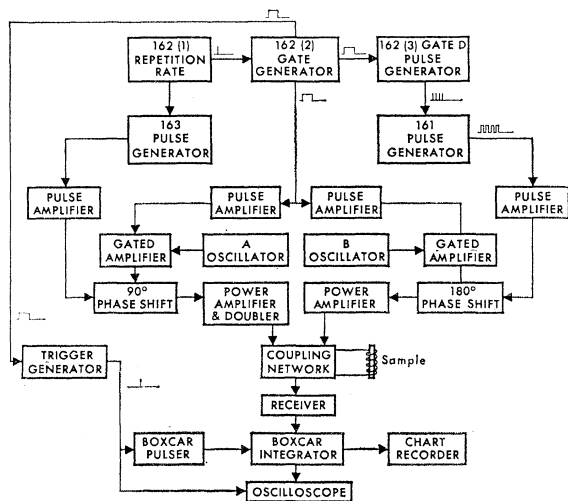 162 (1)
REPETITION
RATE
162 (2)
GATE
GENERATOR
162 (3) GATE D
PULSE
GENERATOR
163
PULSE
GENERATOR
161
PULSE
GENERATOR
PULSE
AMPLIFIER
PULSE
AMPLIFIER
PULSE
AMPLIFIER
PULSE
AMPLIFIER
GATED
AMPLIFIER
A
OSCILLATOR
B
OSCILLATOR
GATED
AMPLIFIER
90°
PHASE SHIFT
POWER
AMPLIFIER
& DOUBLER
POWER
AMPLIFIER
180°
PHASE SHIFT
TRIGGER
GENERATOR
COUPLING
NETWORK
Sample
RECEIVER
BOXCAR
PULSER
BOXCAR
INTEGRATOR
CHART
RECORDER
OSCILLOSCOPE